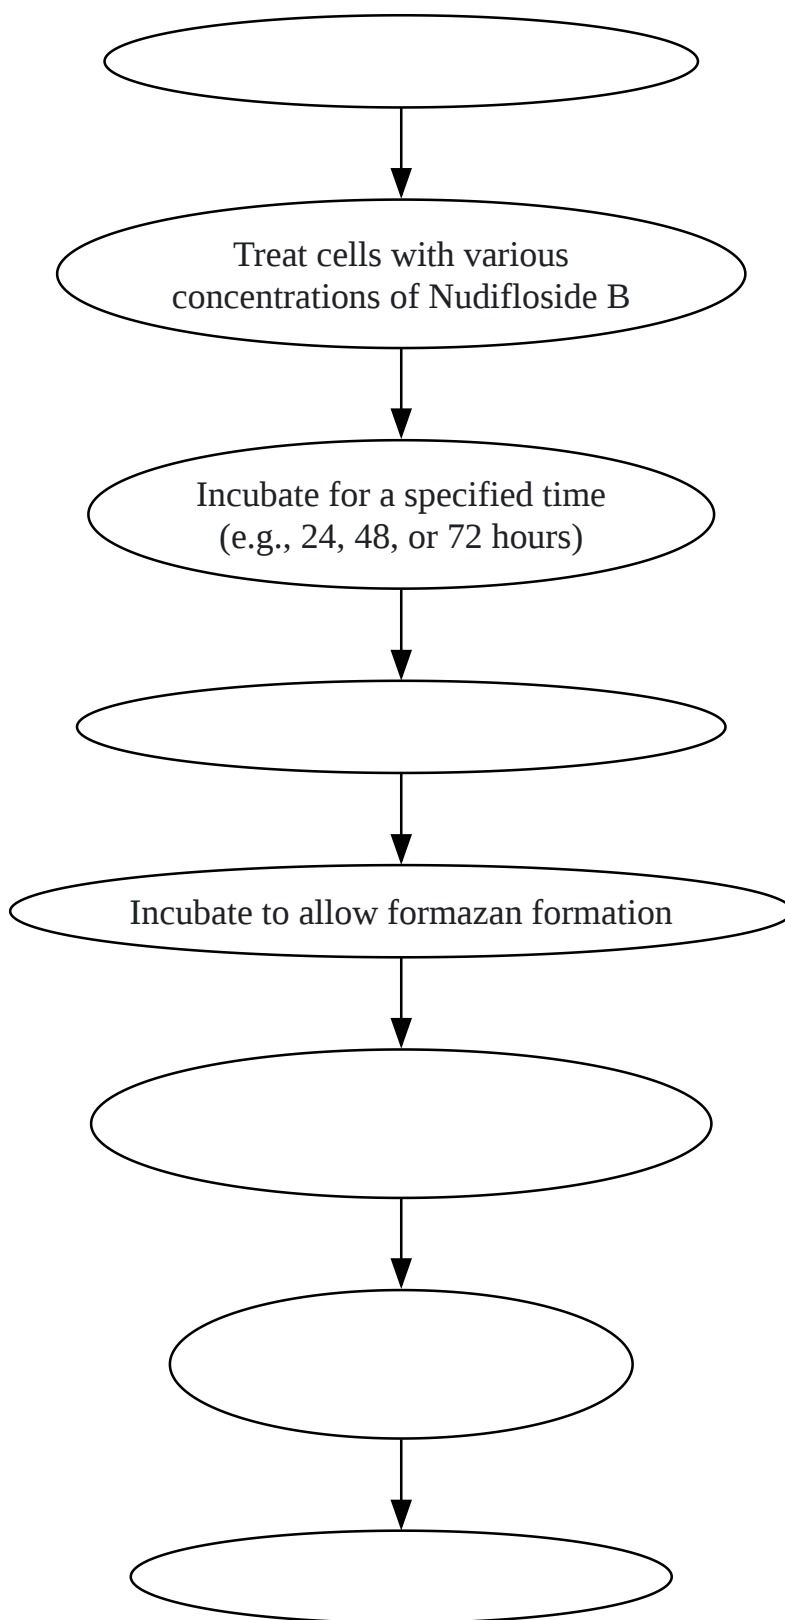 Treat cells with various
concentrations of Nudifloside B
Incubate for a specified time
(e.g., 24, 48, or 72 hours)
Incubate to allow formazan formation